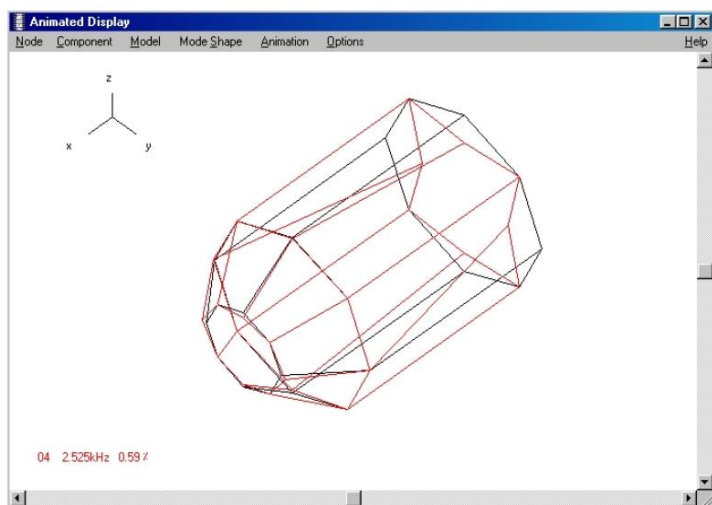 Animated Display
Node Component Model Mode Shape Animation Options Help
z
x y
04 2.525kHz 0.59 %